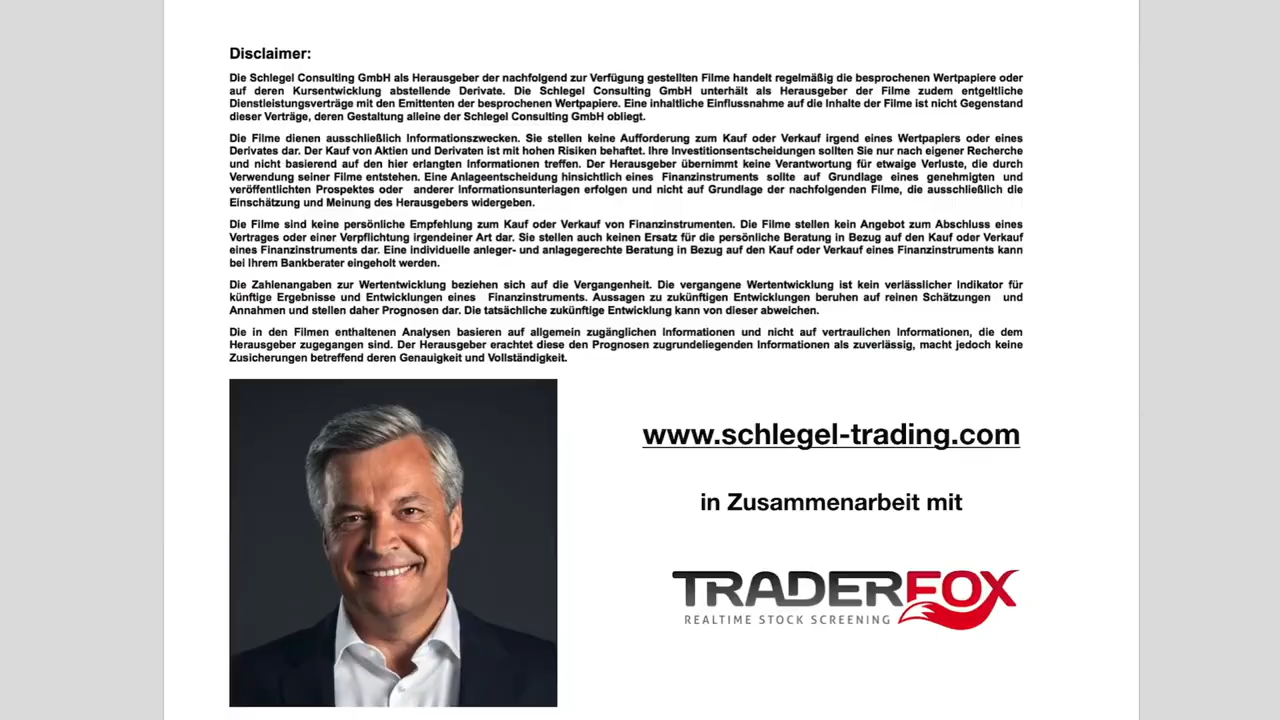 Disclaimer:
Die Schlegel Consulting GmbH als Herausgeber der nachfolgend zur Verfügung gestellten Filme handelt regelmäßig die besprochenen Wertpapiere oder
auf deren Kursentwicklung abstellende Derivate. Die Schlegel Consulting GmbH unterhält als Herausgeber der Filme zudem entgeltliche
Dienstleistungsverträge mit den Emittenten der besprochenen Wertpapiere. Eine inhaltliche Einflussnahme auf die Inhalte der Filme ist nicht Gegenstand
dieser Verträge, deren Gestaltung alleine der Schlegel Consulting GmbH obliegt.
Die Filme dienen ausschließlich Informationszwecken. Sie stellen keine Aufforderung zum Kauf oder Verkauf irgend eines Wertpapiers oder eines
Derivates dar. Der Kauf von Aktien und Derivaten ist mit hohen Risiken behaftet. Ihre Investitionsentscheidungen sollten Sie nur nach eigener Recherche
und nicht basierend auf den hier erlangten Informationen treffen. Der Herausgeber übernimmt keine Verantwortung für etwaige Verluste, die durch
Verwendung seiner Filme entstehen. Eine Anlageentscheidung hinsichtlich eines Finanzinstruments sollte auf Grundlage eines genehmigten und
veröffentlichten Prospektes oder anderer Informationsunterlagen erfolgen und nicht auf Grundlage der nachfolgenden Filme, die ausschließlich die
Einschätzung und Meinung des Herausgebers widergeben.
Die Filme sind keine persönliche Empfehlung zum Kauf oder Verkauf von Finanzinstrumenten. Die Filme stellen kein Angebot zum Abschluss eines
Vertrages oder einer Verpflichtung irgendeiner Art dar. Sie stellen auch keinen Ersatz für die persönliche Beratung in Bezug auf den Kauf oder Verkauf
eines Finanzinstruments dar. Eine individuelle anleger- und anlagegerechte Beratung in Bezug auf den Kauf oder Verkauf eines Finanzinstruments kann
bei ihrem Bankberater eingeholt werden.
Die Zahlenangaben zur Wertentwicklung beziehen sich auf die Vergangenheit. Die vergangene Wertentwicklung ist kein verlässlicher Indikator für
künftige Ergebnisse und Entwicklungen eines Finanzinstruments. Aussagen zu zukünftigen Entwicklungen beruhen auf reinen Schätzungen und
Annahmen und stellen daher Prognosen dar. Die tatsächliche zukünftige Entwicklung kann von dieser abweichen.
Die in den Filmen enthaltenen Analysen basieren auf allgemein zugänglichen Informationen und nicht auf vertraulichen Informationen, die dem
Herausgeber zugegangen sind. Der Herausgeber erachtet diese den Prognosen zugrundeliegenden Informationen als zuverlässig, macht jedoch keine
Zusicherungen betreffend deren Genauigkeit und Vollständigkeit.
www.schlegel-trading.com
in Zusammenarbeit mit
TRADERFOX
REALTIME STOCK SCREENING